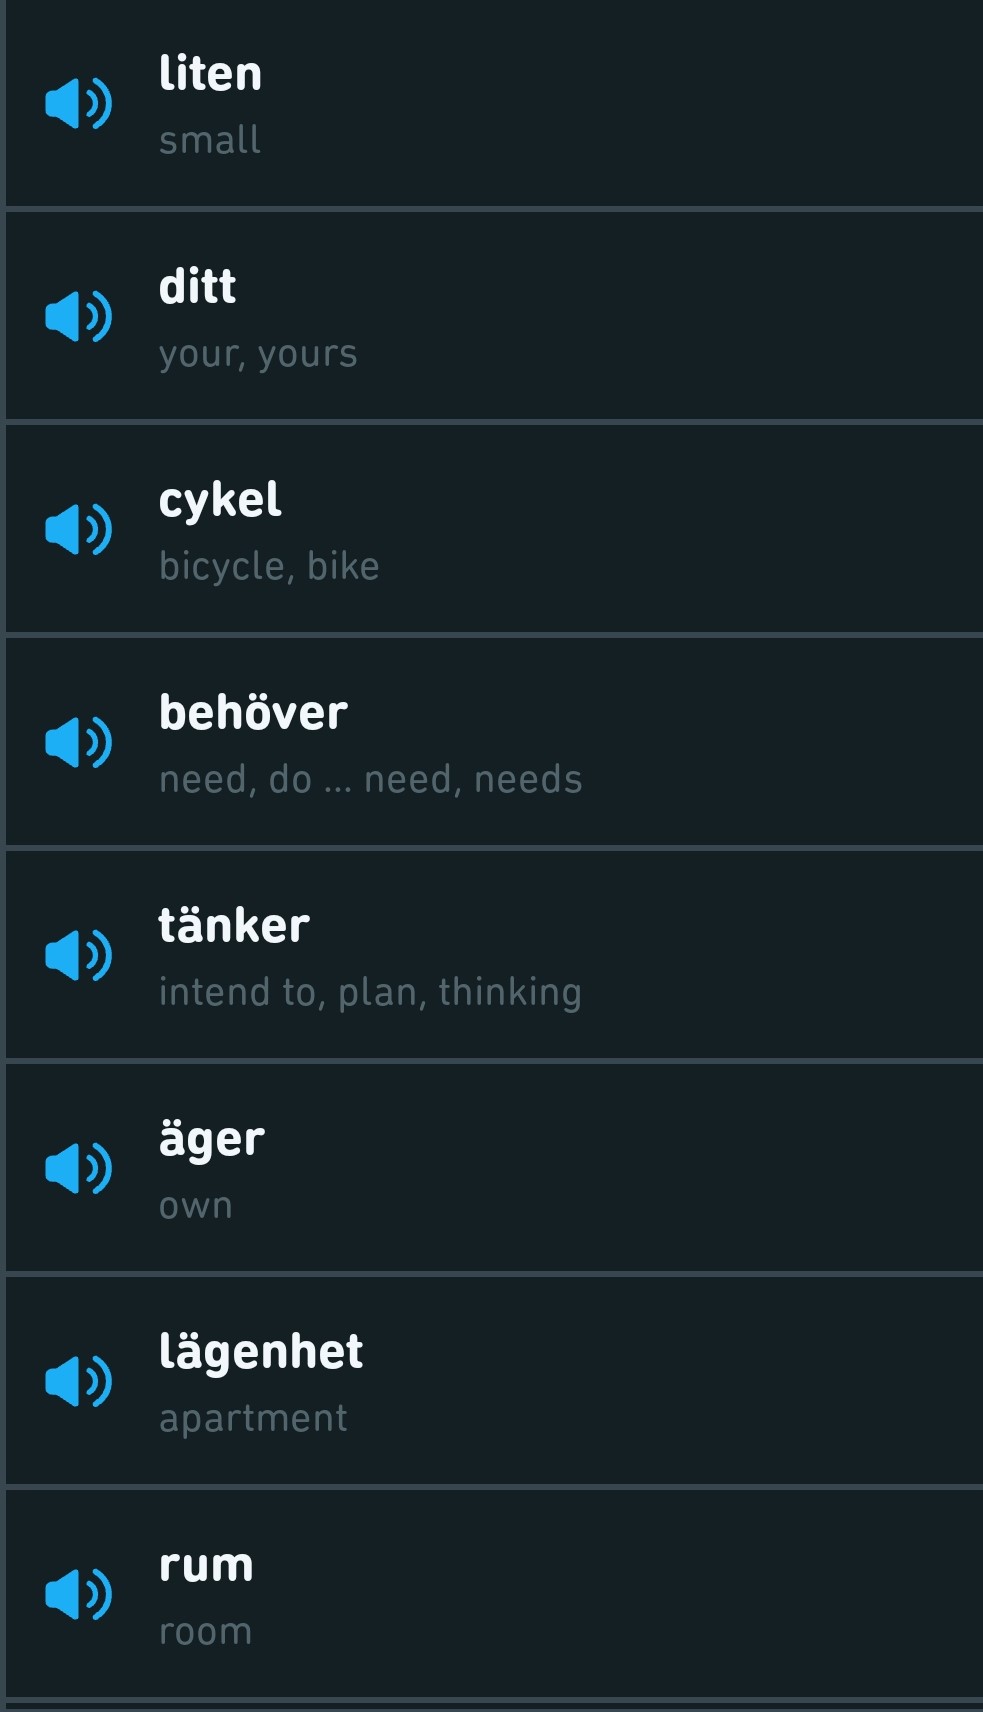 liten
small
ditt
your, yours
cykel
bicycle, bike
behöver
need, do ... need, needs
tänker
intend to, plan, thinking
äger
own
lägenhet
apartment
rum
room